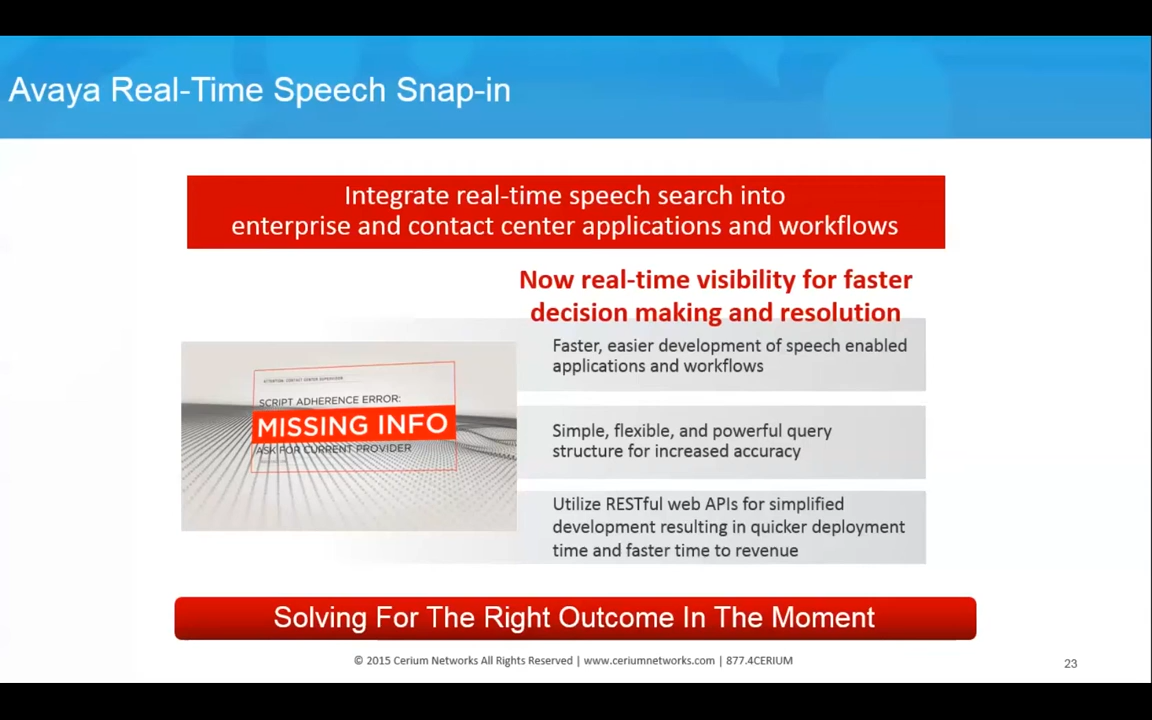 Avaya Real-Time Speech Snap-in
Integrate real-time speech search into
enterprise and contact center applications and workflows
Now real-time visibility for faster
decision making and resolution
Faster, easier development of speech enabled
applications and workflows
ATTENTION, CONTACT CENTER SUPERVISOR
SCRIPT ADHERENCE ERROR:
MISSING INFO
ASK FOR CURRENT PROVIDER
Simple, flexible, and powerful query
structure for increased accuracy
Utilize RESTful web APIs for simplified
development resulting in quicker deployment
time and faster time to revenue
Solving For The Right Outcome In The Moment
© 2015 Cerium Networks All Rights Reserved | www.ceriumnetworks.com | 877.4CERIUM
23